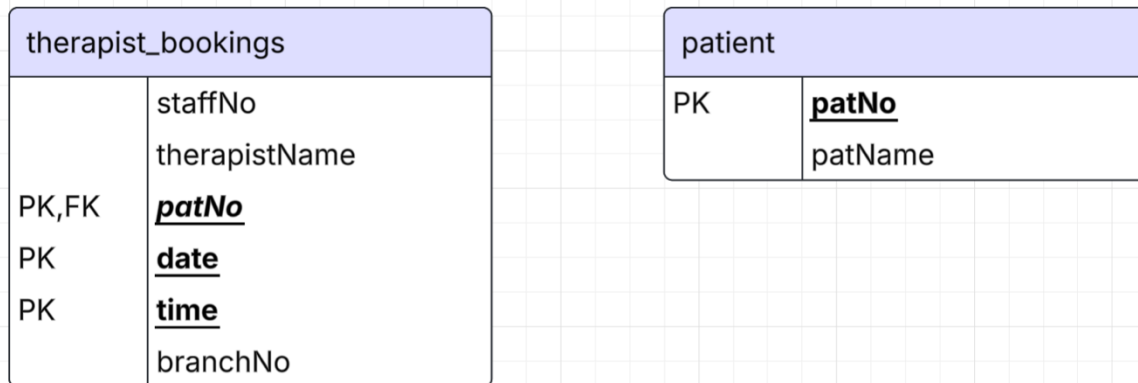 therapist_bookings
staffNo
therapistName
PK,FK patNo
PK date
PK time
branchNo
patient
PK patNo
patName